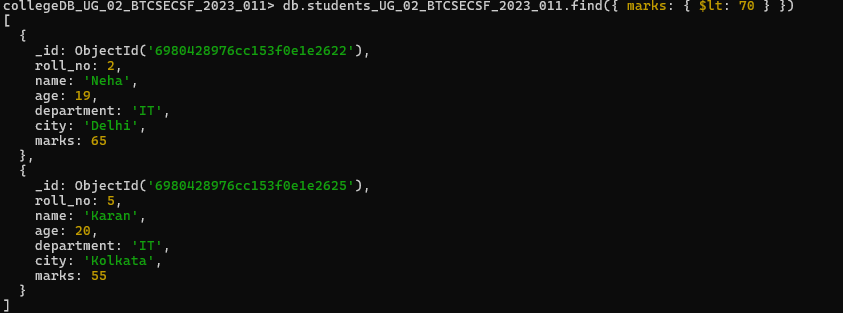 collegeDB_UG_02_BTCSECSF_2023_011> db.students_UG_02_BTCSECSF_2023_011.find({ marks: { $lt: 70 } })
[
  {
    _id: ObjectId('6980428976cc153f0e1e2622'),
    roll_no: 2,
    name: 'Neha',
    age: 19,
    department: 'IT',
    city: 'Delhi',
    marks: 65
  },
  {
    _id: ObjectId('6980428976cc153f0e1e2625'),
    roll_no: 5,
    name: 'Karan',
    age: 20,
    department: 'IT',
    city: 'Kolkata',
    marks: 55
  }
]